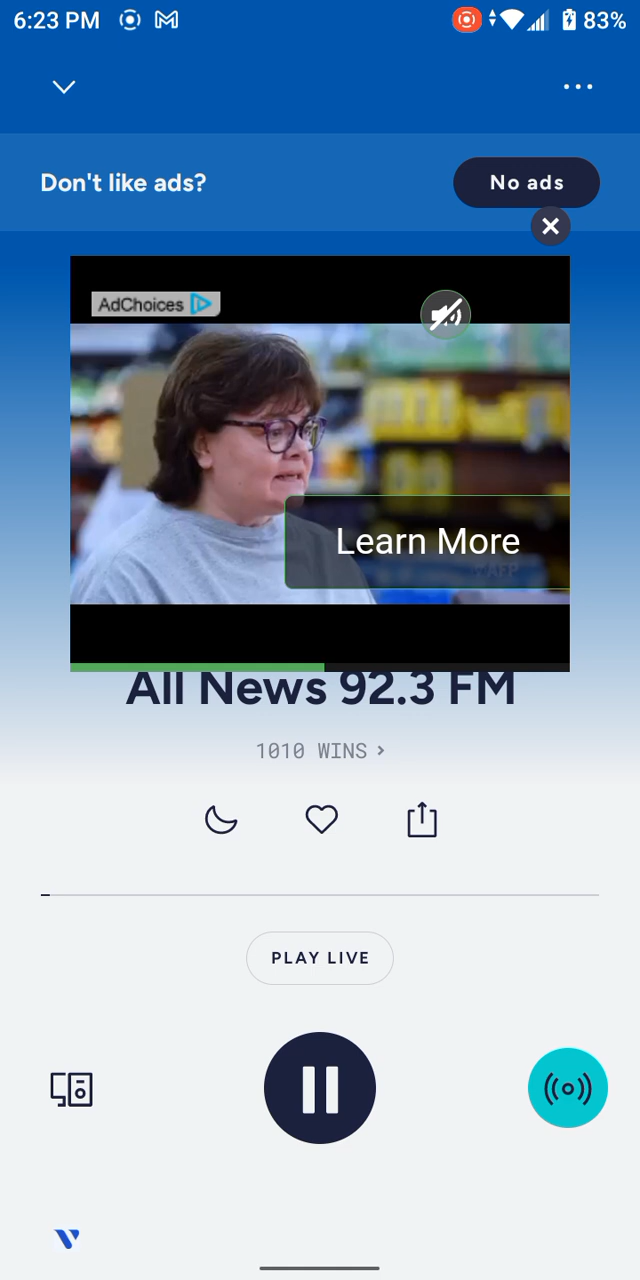 6:23 PM
83%
Don't like ads?
No ads
AdChoices
Learn More
All News 92.3 FM
1010 WINS
PLAY LIVE